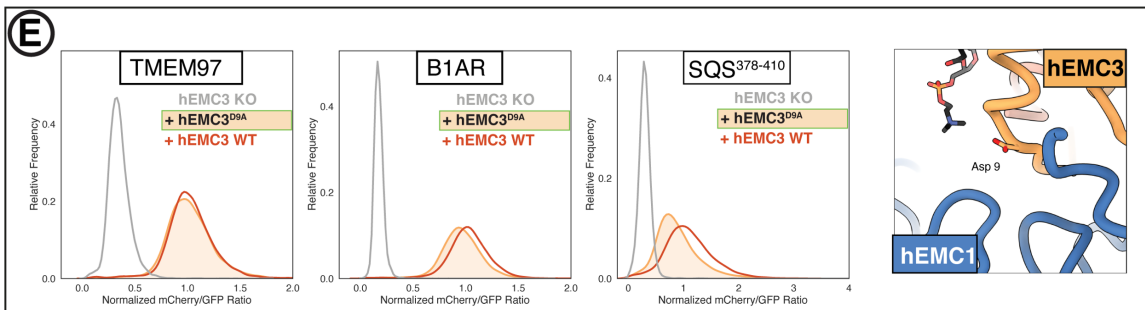 E
TMEM97
hEMC3 KO
+ hEMC3D9A
+ hEMC3 WT
Relative Frequency
0.4
0.2
0.0
0.0 0.5 1.0 1.5 2.0
Normalized mCherry/GFP Ratio
B1AR
hEMC3 KO
+ hEMC3D9A
+ hEMC3 WT
Relative Frequency
0.4
0.2
0.0
0.0 0.5 1.0 1.5 2.0
Normalized mCherry/GFP Ratio
SQS378-410
hEMC3 KO
+ hEMC3D9A
+ hEMC3 WT
Relative Frequency
0.4
0.2
0.0
0 1 2 3 4
Normalized mCherry/GFP Ratio
hEMC3
Asp 9
hEMC1